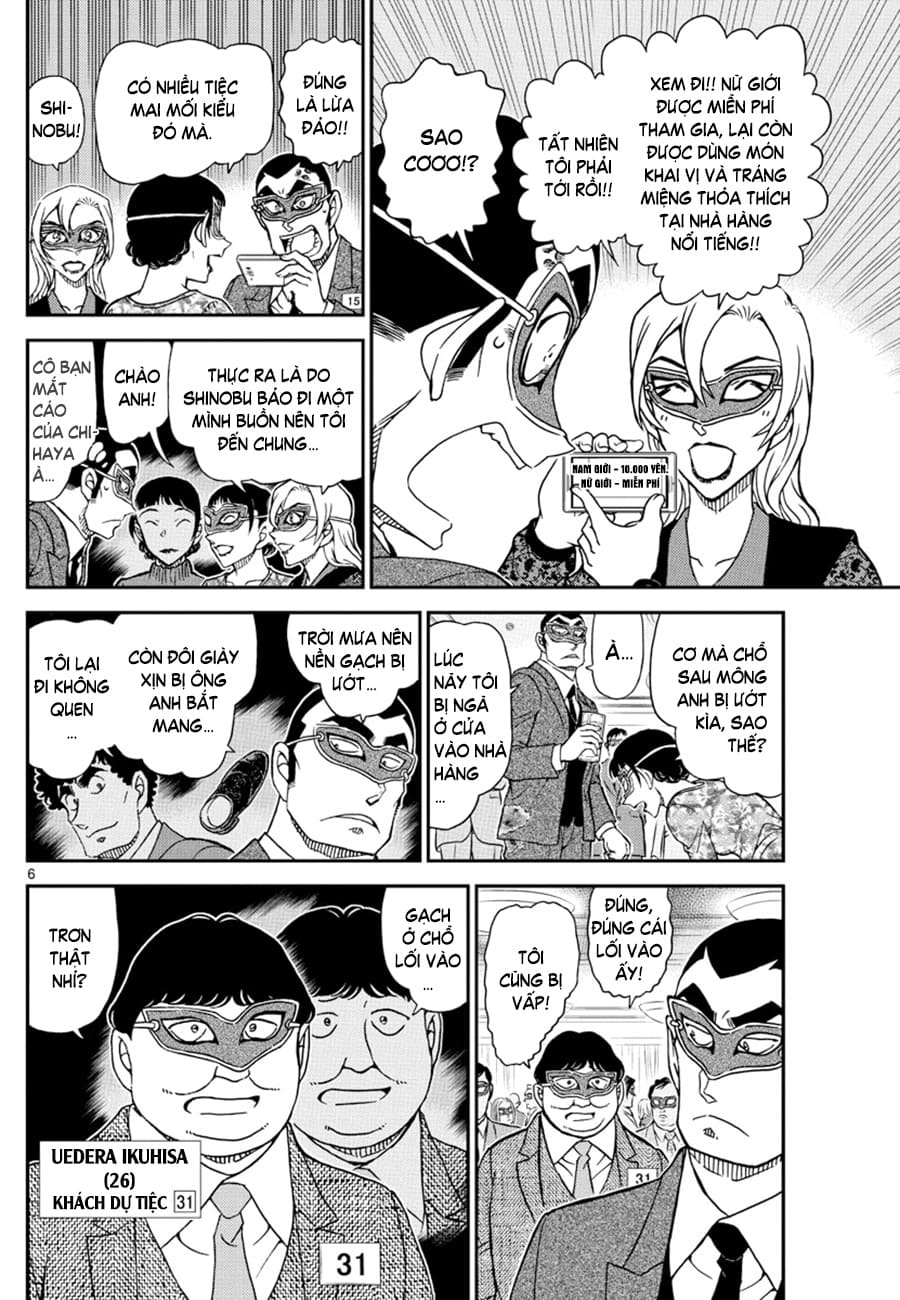 XEM ĐI!! NỮ GIỚI
ĐƯỢC MIỄN PHÍ
THAM GIA, LẠI CÒN
ĐƯỢC DÙNG MÓN
KHAI VỊ VÀ TRÁNG
MIỆNG THỎA THÍCH
TẠI NHÀ HÀNG
NỔI TIẾNG!!
TẤT NHIÊN
TÔI PHẢI
TỚI RỒI!!
SAO
CƠƠƠ!?
NAM GIỚI - 10.000 YÊN.
NỮ GIỚI - MIỄN PHÍ
ĐÚNG
LÀ LỪA
ĐẢO!!
CÓ NHIỀU TIỆC
MAI MỐI KIỂU
ĐÓ MÀ.
SHI-
NOBU!
15
THỰC RA LÀ DO
SHINOBU BẢO ĐI MỘT
MÌNH BUỒN NÊN TÔI
ĐẾN CHUNG...
CHÀO
ANH!
CÔ BẠN
MẮT
CÁO
CỦA CHI-
HAYA
À...
CƠ MÀ CHỔ
SAU MÔNG
ANH BỊ ƯỚT
KÌA, SAO
THẾ?
À...
LÚC
NÃY TÔI
BỊ NGÃ
Ở CỬA
VÀO NHÀ
HÀNG
...
TRỜI MƯA NÊN
NỀN GẠCH BỊ
ƯỚT...
CÒN ĐÔI GIÀY
XỊN BỊ ÔNG
ANH BẮT
MANG...
TÔI LẠI
ĐI KHÔNG
QUEN
...
6
ĐÚNG,
ĐÚNG CÁI
LỐI VÀO
ẤY!
TÔI
CŨNG BỊ
VẤP!
31
GẠCH
Ở CHỔ
LỐI VÀO
...
TRƠN
THẬT
NHỈ?
UEDERA IKUHISA
(26)
KHÁCH DỰ TIỆC 31
31